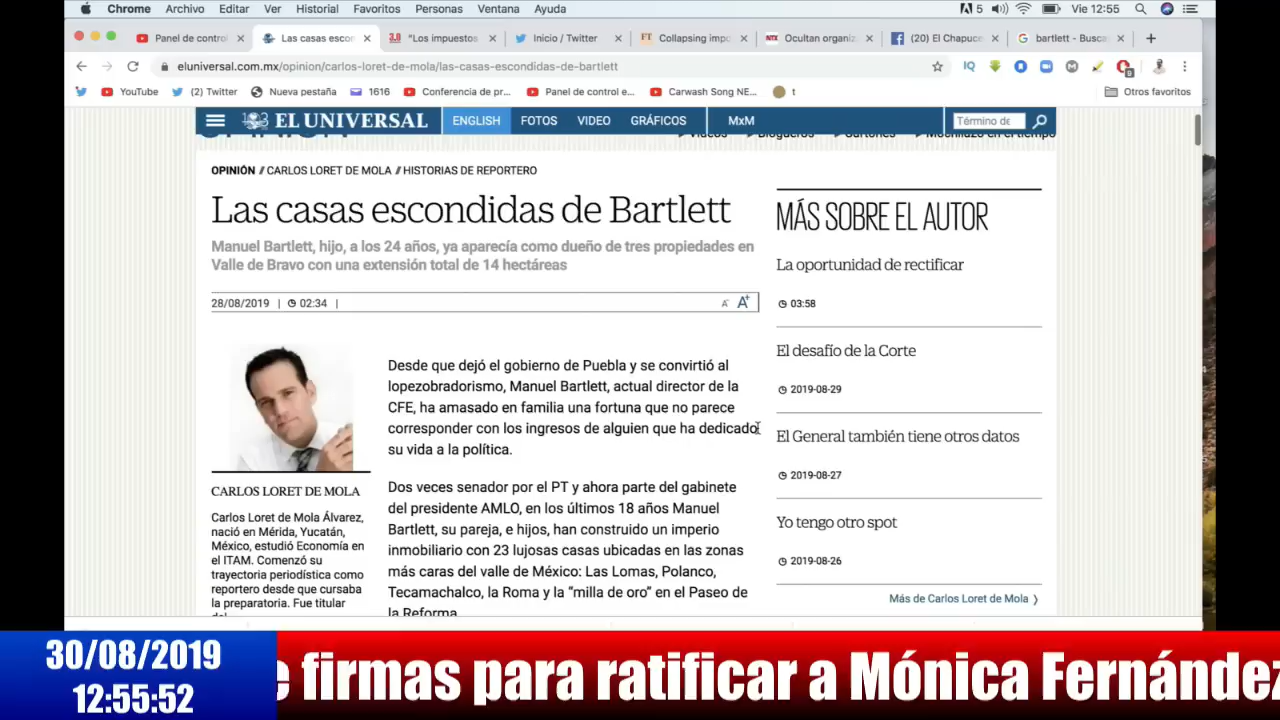 Chrome Archivo Editar Ver Historial Favoritos Personas Ventana Ayuda 5 Vie 12:55
Panel de control Las casas escon "Los impuestos Inicio / Twitter Collapsing impo Ocultan organiz (20) El Chapuce bartlett - Busca
eluniversal.com.mx/opinion/carlos-loret-de-mola/las-casas-escondidas-de-bartlett
YouTube (2) Twitter Nueva pestaña 1616 Conferencia de pr... Panel de control e... Carwash Song NE... t Otros favoritos
EL UNIVERSAL ENGLISH FOTOS VIDEO GRÁFICOS MxM Término de
OPINIÓN // CARLOS LORET DE MOLA // HISTORIAS DE REPORTERO
Las casas escondidas de Bartlett
Manuel Bartlett, hijo, a los 24 años, ya aparecía como dueño de tres propiedades en
Valle de Bravo con una extensión total de 14 hectáreas
28/08/2019 | 02:34 | A- A+
Desde que dejó el gobierno de Puebla y se convirtió al
lopezobradorismo, Manuel Bartlett, actual director de la
CFE, ha amasado en familia una fortuna que no parece
corresponder con los ingresos de alguien que ha dedicado
su vida a la política.
Dos veces senador por el PT y ahora parte del gabinete
del presidente AMLO, en los últimos 18 años Manuel
Bartlett, su pareja, e hijos, han construido un imperio
inmobiliario con 23 lujosas casas ubicadas en las zonas
más caras del valle de México: Las Lomas, Polanco,
Tecamachalco, la Roma y la "milla de oro" en el Paseo de
la Reforma.
CARLOS LORET DE MOLA
Carlos Loret de Mola Álvarez,
nació en Mérida, Yucatán,
México, estudió Economía en
el ITAM. Comenzó su
trayectoria periodística como
reportero desde que cursaba
la preparatoria. Fue titular
del
MÁS SOBRE EL AUTOR
La oportunidad de rectificar
03:58
El desafío de la Corte
2019-08-29
El General también tiene otros datos
2019-08-27
Yo tengo otro spot
2019-08-26
Más de Carlos Loret de Mola
30/08/2019
12:55:52
e firmas para ratificar a Mónica Fernández